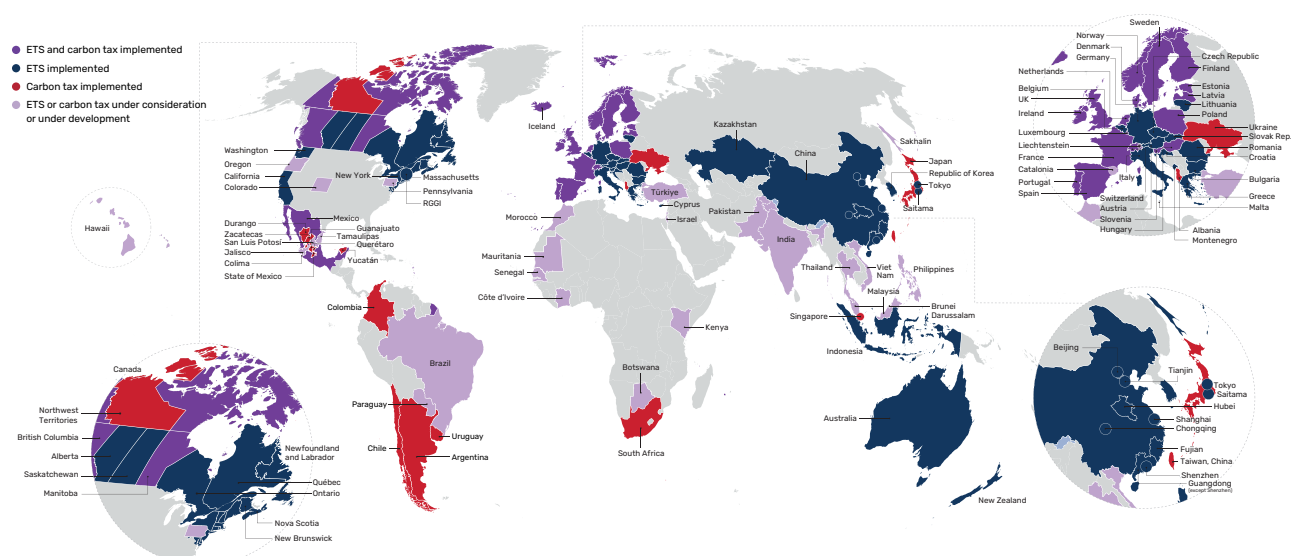 ETS and carbon tax implemented
ETS implemented
Carbon tax implemented
ETS or carbon tax under consideration
or under development
Washington
Oregon
California
Colorado
New York
Massachusetts
Pennsylvania
RGGI
Hawaii
Durango
Zacatecas
San Luis Potosí
Jalisco
Colima
State of Mexico
Mexico
Guanajuato
Tamaulipas
Querétaro
Yucatán
Colombia
Brazil
Paraguay
Chile
Uruguay
Argentina
Iceland
Morocco
Mauritania
Senegal
Côte d'Ivoire
Türkiye
Cyprus
Israel
Kenya
Botswana
South Africa
Kazakhstan
China
Pakistan
India
Thailand
Viet
Nam
Malaysia
Singapore
Indonesia
Philippines
Brunei
Darussalam
Sakhalin
Japan
Republic of Korea
Tokyo
Saitama
Australia
New Zealand
Sweden
Norway
Denmark
Germany
Netherlands
Belgium
UK
Ireland
Luxembourg
Liechtenstein
France
Catalonia
Portugal
Spain
Italy
Switzerland
Austria
Slovenia
Hungary
Czech Republic
Finland
Estonia
Latvia
Lithuania
Poland
Ukraine
Slovak Rep.
Romania
Croatia
Bulgaria
Greece
Malta
Albania
Montenegro
Canada
Northwest
Territories
British Columbia
Alberta
Saskatchewan
Manitoba
Newfoundland
and Labrador
Québec
Ontario
Nova Scotia
New Brunswick
Beijing
Tianjin
Tokyo
Saitama
Hubei
Shanghai
Chongqing
Fujian
Taiwan, China
Shenzhen
Guangdong
(except Shenzhen)